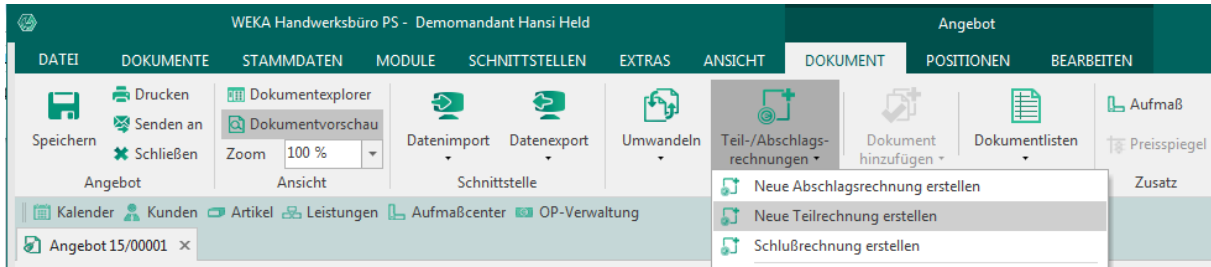 WEKA Handwerksbüro PS - Demomandant Hansi Held
Angebot
DATEI DOKUMENTE STAMMDATEN MODULE SCHNITTSTELLEN EXTRAS ANSICHT DOKUMENT POSITIONEN BEARBEITEN
Speichern
Drucken
Senden an
Schließen
Angebot
Dokumentexplorer
Dokumentvorschau
Zoom 100 %
Ansicht
Datenimport
Datenexport
Schnittstelle
Umwandeln
Teil-/Abschlags-
rechnungen
Dokument
hinzufügen
Dokumentlisten
Aufmaß
Preisspiegel
Zusatz
Neue Abschlagsrechnung erstellen
Neue Teilrechnung erstellen
Schlußrechnung erstellen
Kalender Kunden Artikel Leistungen Aufmaßcenter OP-Verwaltung
Angebot 15/00001